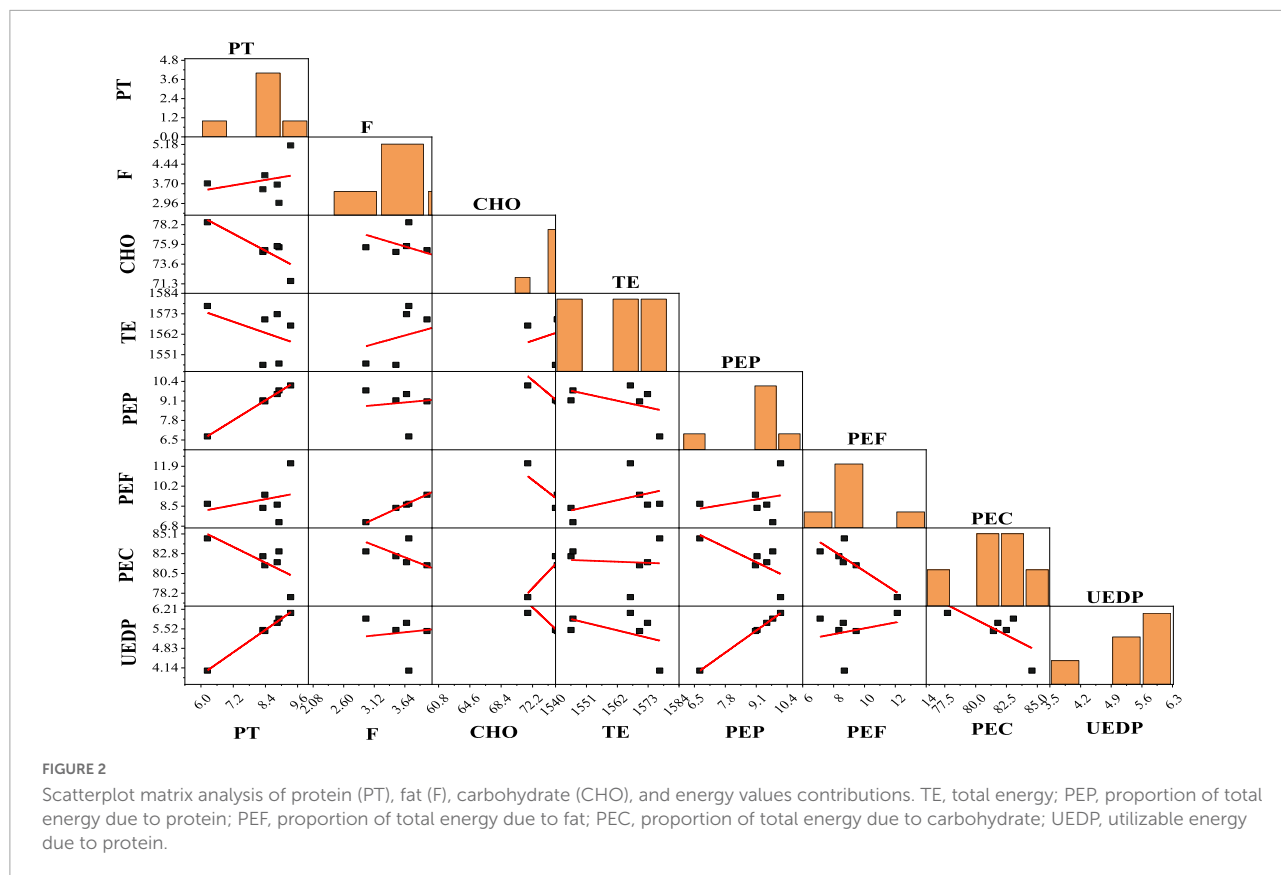 PT
PT
4.8
3.6
2.4
1.2
0.0
F
F
5.18
4.44
3.70
2.96
CHO
CHO
78.2
75.9
73.6
71.3
TE
TE
1584
1573
1562
1551
PEP
PEP
10.4
9.1
7.8
6.5
PEF
PEF
11.9
10.2
8.5
6.8
PEC
PEC
85.1
82.8
80.5
78.2
UEDP
UEDP
6.21
5.52
4.83
4.14
6.0 7.2 8.4 9.6 2.08 2.60 3.12 3.64 60.8 64.6 68.4 72.2 1540 1551 1562 1573 1584 6.5 7.8 9.1 10.4 6 8 10 12 14 77.5 80.0 82.5 85.0 3.5 4.2 4.9 5.6 6.3
PT F CHO TE PEP PEF PEC UEDP
FIGURE 2
Scatterplot matrix analysis of protein (PT), fat (F), carbohydrate (CHO), and energy values contributions. TE, total energy; PEP, proportion of total
energy due to protein; PEF, proportion of total energy due to fat; PEC, proportion of total energy due to carbohydrate; UEDP, utilizable energy
due to protein.